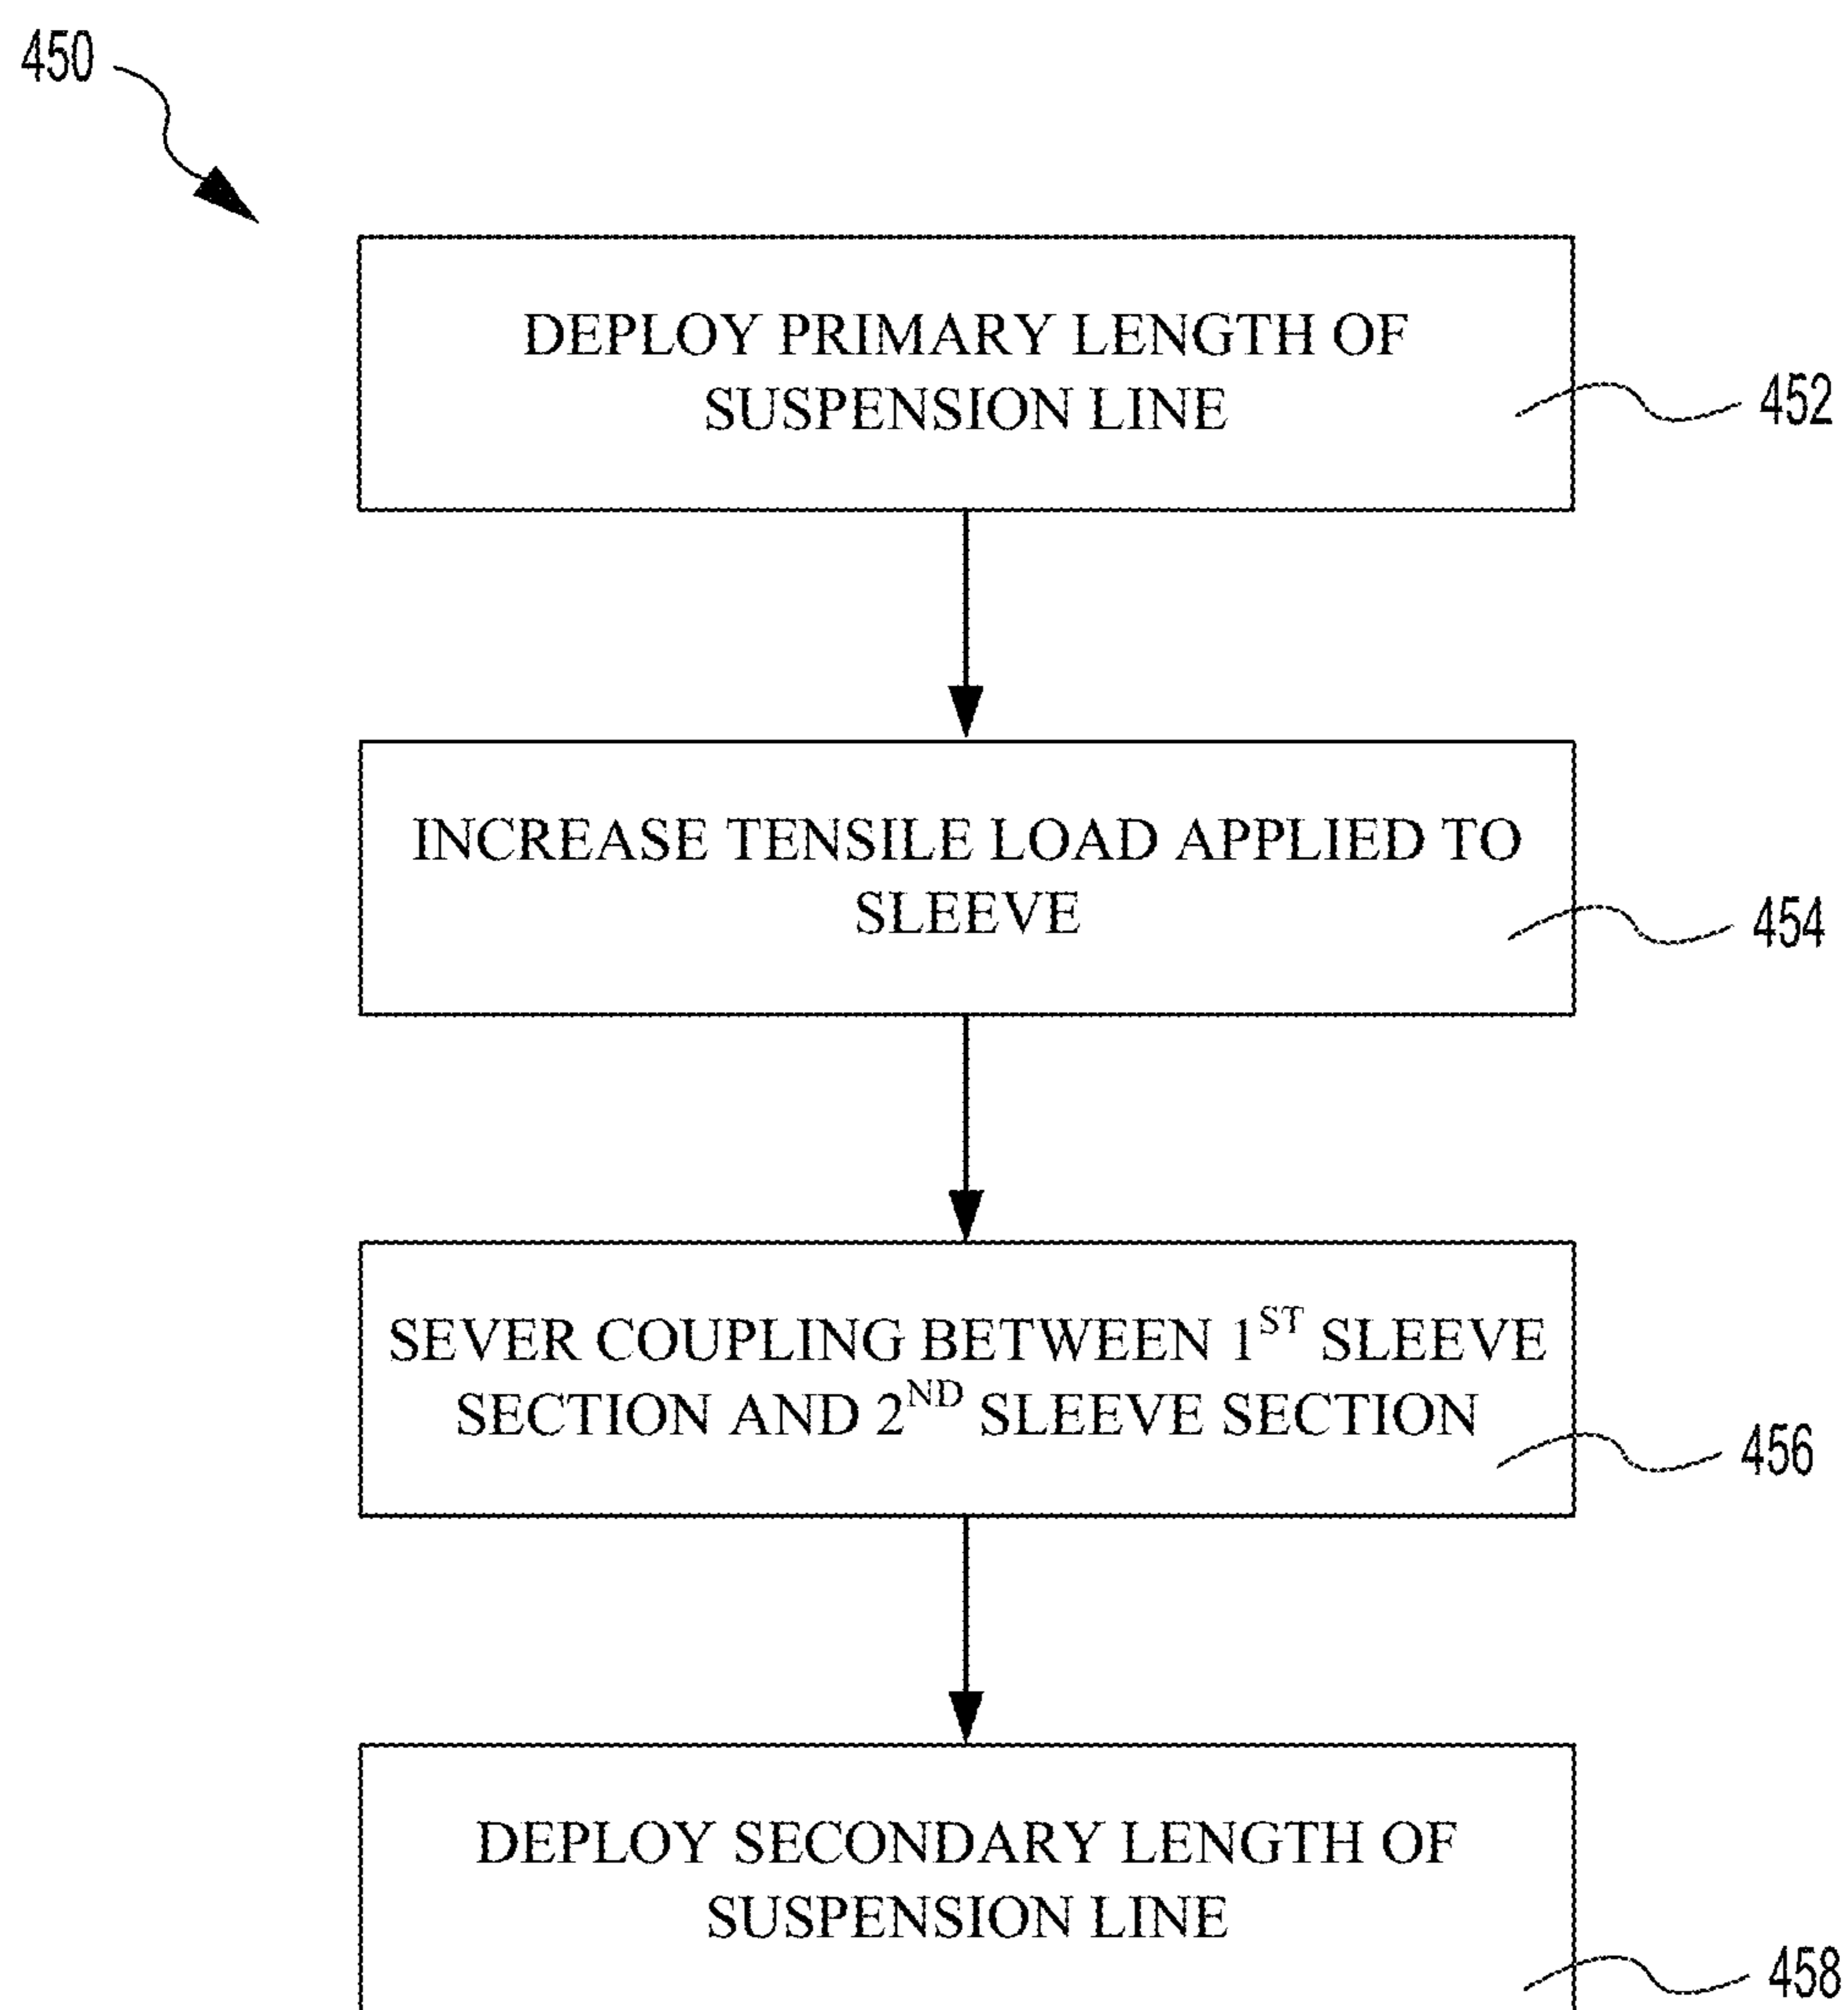 450
DEPLOY PRIMARY LENGTH OF
SUSPENSION LINE
452
INCREASE TENSILE LOAD APPLIED TO
SLEEVE
454
SEVER COUPLING BETWEEN 1ST SLEEVE
SECTION AND 2ND SLEEVE SECTION
456
DEPLOY SECONDARY LENGTH OF
SUSPENSION LINE
458